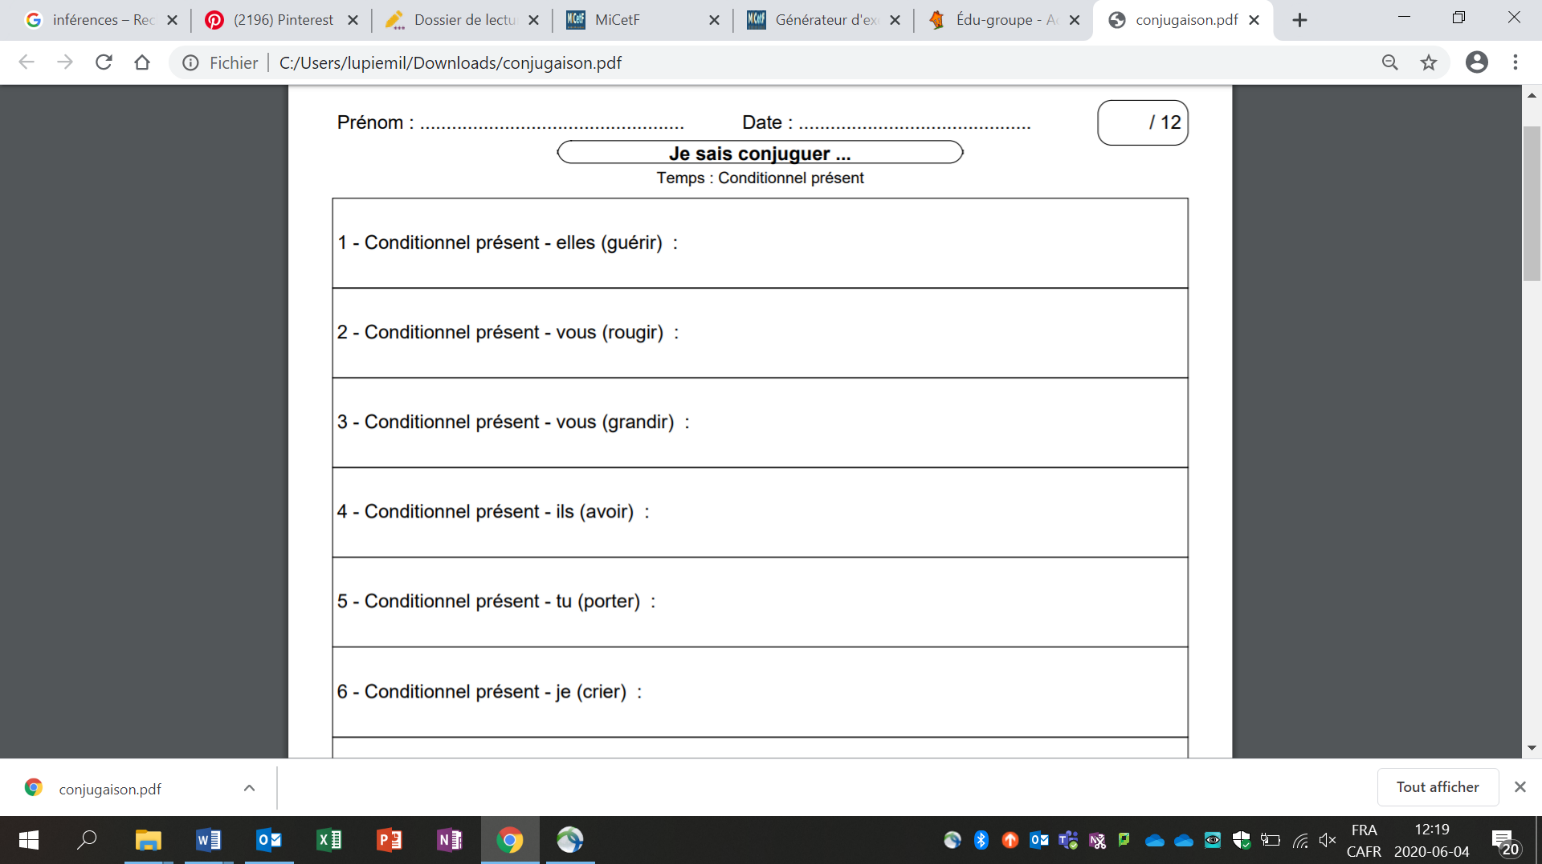 inférences – Rec
(2196) Pinterest
Dossier de lectu
MiCetF
Générateur d'ex
Édu-groupe - A
conjugaison.pdf
Fichier C:/Users/lupiemil/Downloads/conjugaison.pdf
Prénom : .................................................. Date : ............................................ / 12
Je sais conjuguer ...
Temps : Conditionnel présent
1 - Conditionnel présent - elles (guérir) :
2 - Conditionnel présent - vous (rougir) :
3 - Conditionnel présent - vous (grandir) :
4 - Conditionnel présent - ils (avoir) :
5 - Conditionnel présent - tu (porter) :
6 - Conditionnel présent - je (crier) :
conjugaison.pdf
Tout afficher
FRA 12:19
CAFR 2020-06-04
20